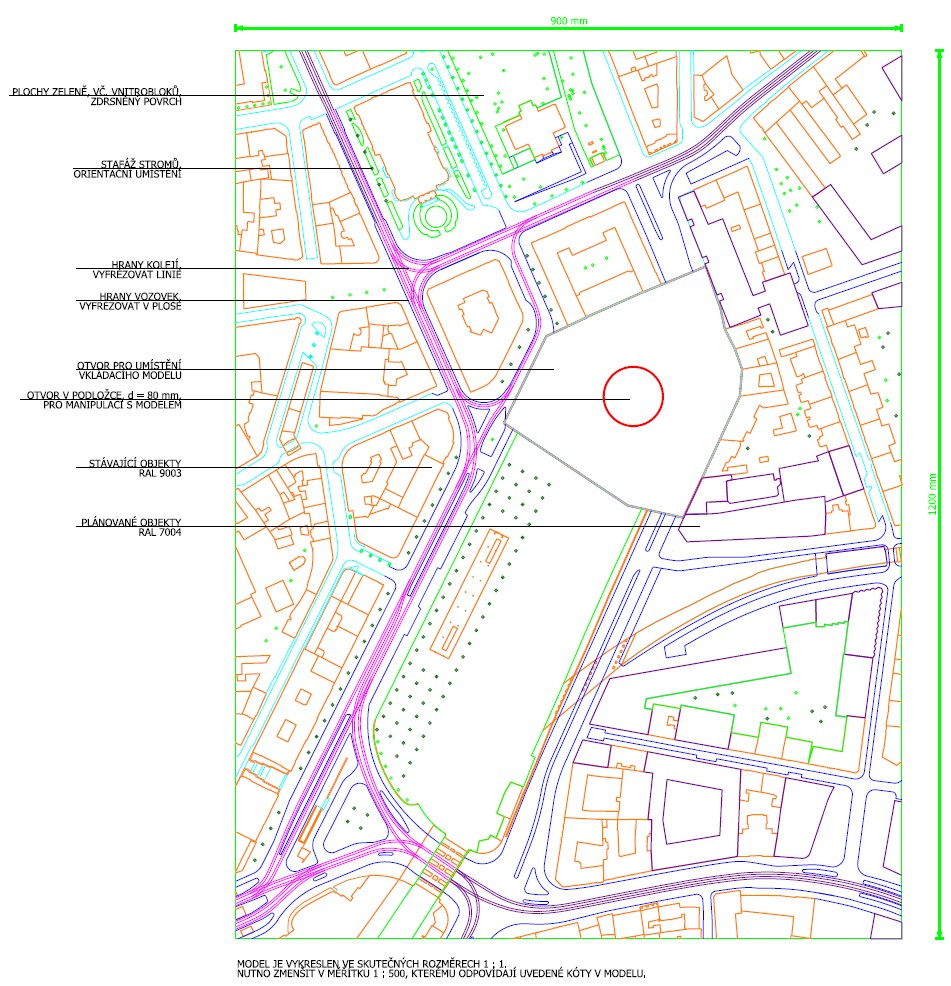 900 mm
PLOCHY ZELENĚ, VČ. VNITROBLOKŮ,
ZDRSNĚNÝ POVRCH
STAFÁŽ STROMŮ,
ORIENTAČNÍ UMÍSTĚNÍ
HRANY KOLEJÍ,
VYFRÉZOVAT LINIE
HRANY VOZOVEK,
VYFRÉZOVAT V PLOŠE
OTVOR PRO UMÍSTĚNÍ
VKLÁDACÍHO MODELU
OTVOR V PODLOŽCE, d = 80 mm,
PRO MANIPULACI S MODELEM
STÁVAJÍCÍ OBJEKTY
RAL 9003
1200 mm
PLÁNOVANÉ OBJEKTY
RAL 7004
MODEL JE VYKRESLEN VE SKUTEČNÝCH ROZMĚRECH 1 : 1.
NUTNO ZMENŠIT V MĚŘÍTKU 1 : 500, KTERÉMU ODPOVÍDAJÍ UVEDENÉ KÓTY V MODELU.